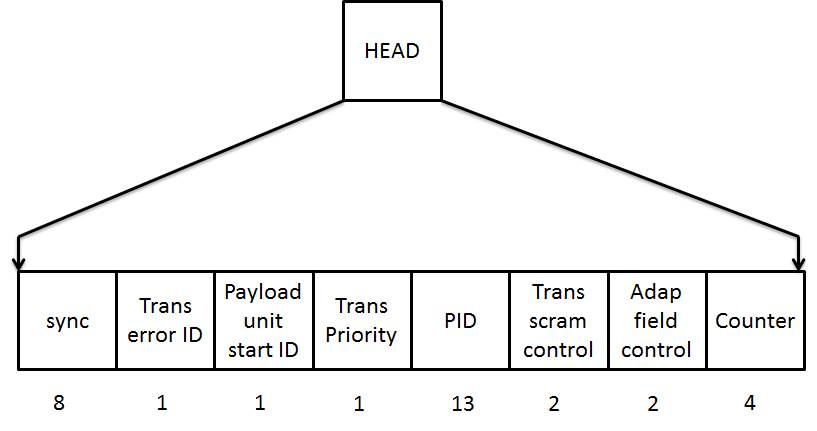 HEAD
sync
Trans
error ID
Payload
unit
start ID
Trans
Priority
PID
Trans
scram
control
Adap
field
control
Counter
8 1 1 1 13 2 2 4